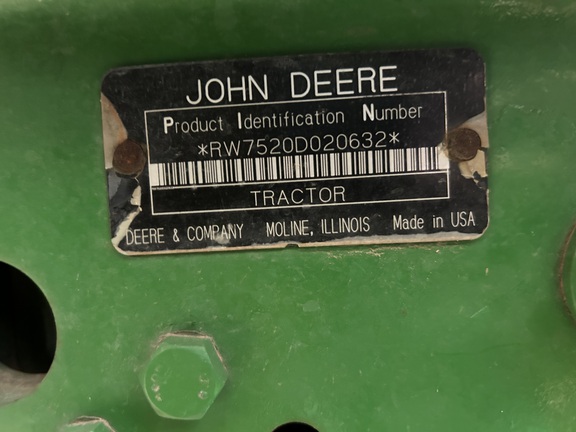 JOHN DEERE
Product Identification Number
*RW7520D020632*
TRACTOR
DEERE & COMPANY MOLINE, ILLINOIS Made in USA